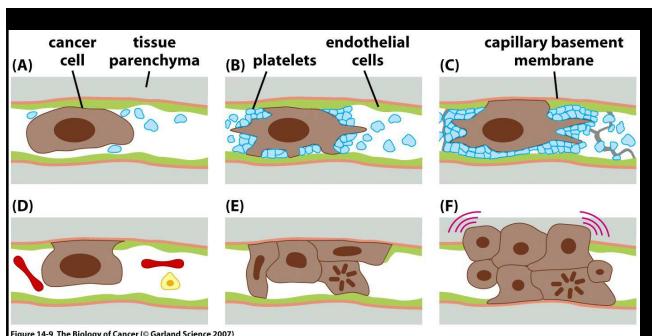 cancer cell
tissue parenchyma
platelets
endothelial cells
capillary basement membrane
(A)
(B)
(C)
(D)
(E)
(F)
Figure 14-9 The Biology of Cancer (© Garland Science 2007)